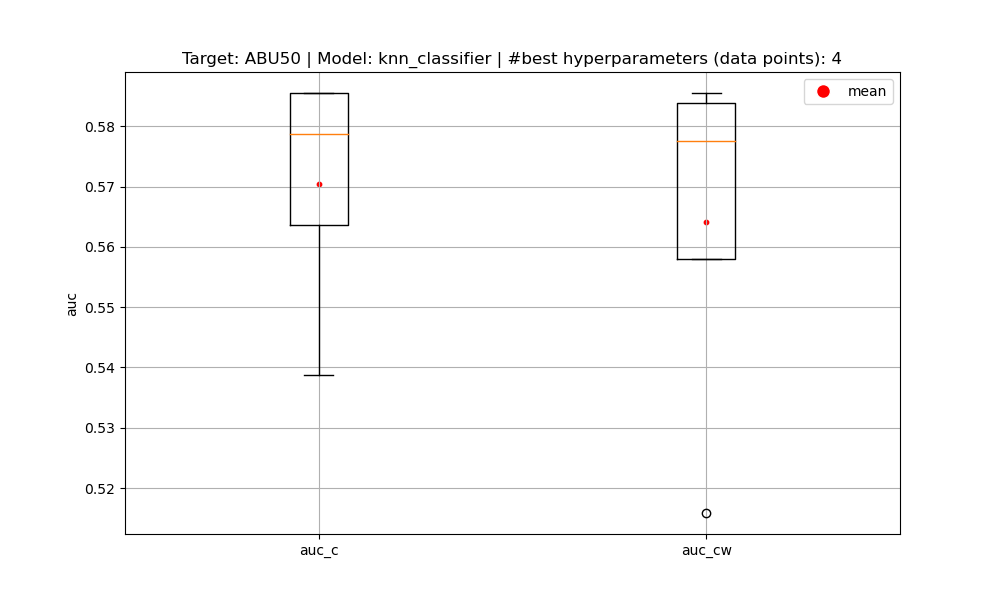 Target: ABU50 | Model: knn_classifier | #best hyperparameters (data points): 4
mean
0.58
0.57
0.56
0.55
0.54
0.53
0.52
auc
auc_c
auc_cw